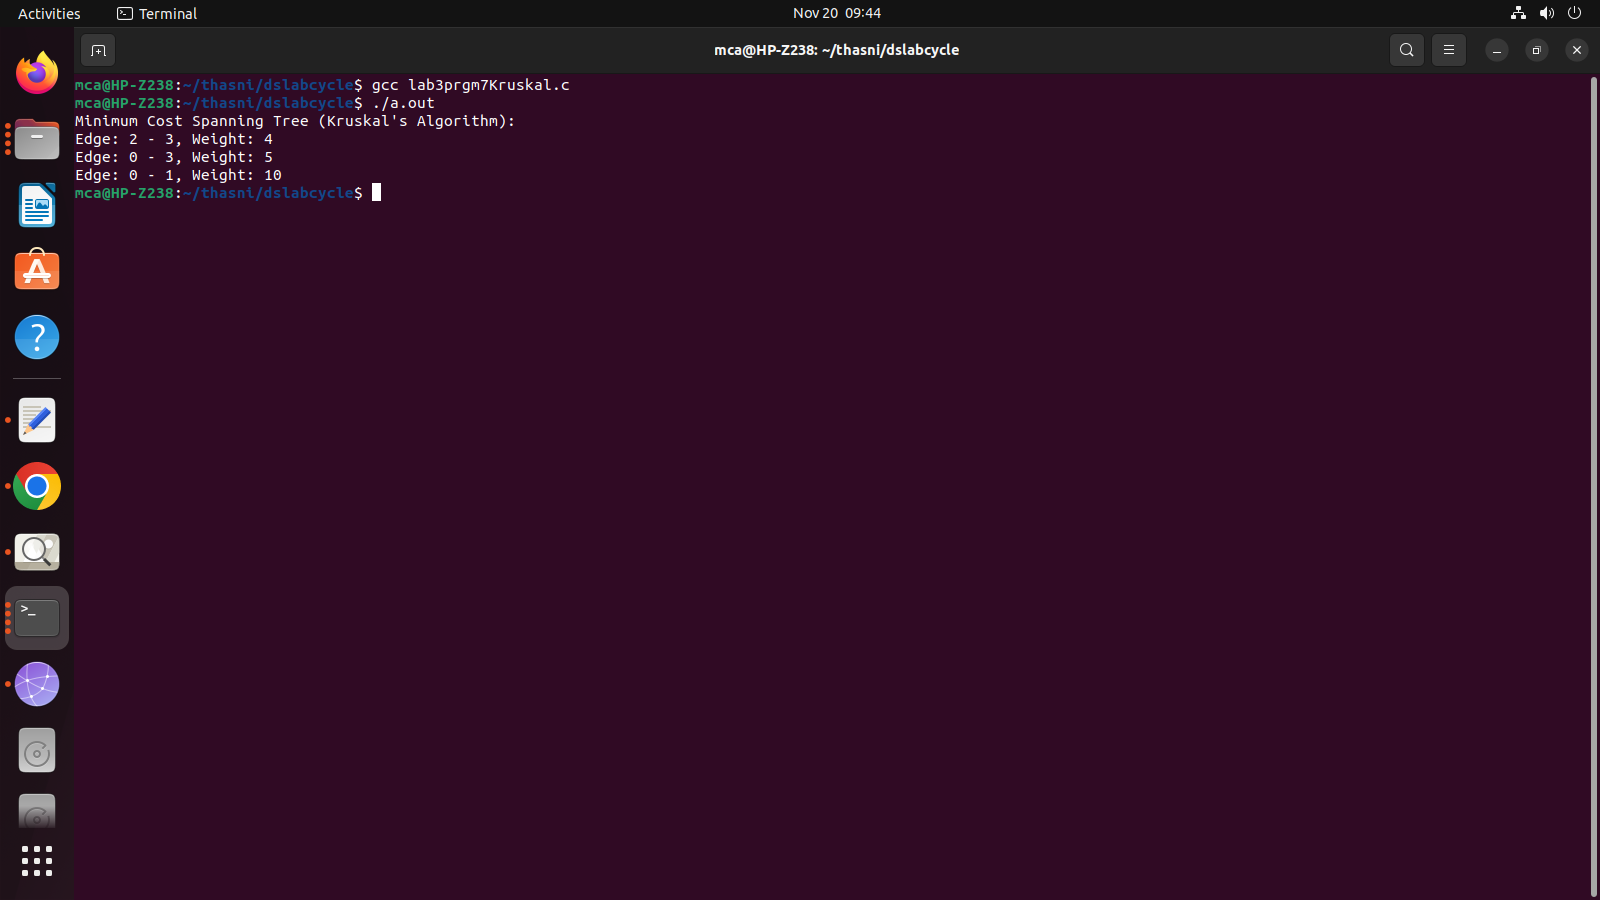 Activities
Terminal
Nov 20 09:44
mca@HP-Z238: ~/thasni/dslabcycle
mca@HP-Z238:~/thasni/dslabcycle$ gcc lab3prgm7Kruskal.c
mca@HP-Z238:~/thasni/dslabcycle$ ./a.out
Minimum Cost Spanning Tree (Kruskal's Algorithm):
Edge: 2 - 3, Weight: 4
Edge: 0 - 3, Weight: 5
Edge: 0 - 1, Weight: 10
mca@HP-Z238:~/thasni/dslabcycle$